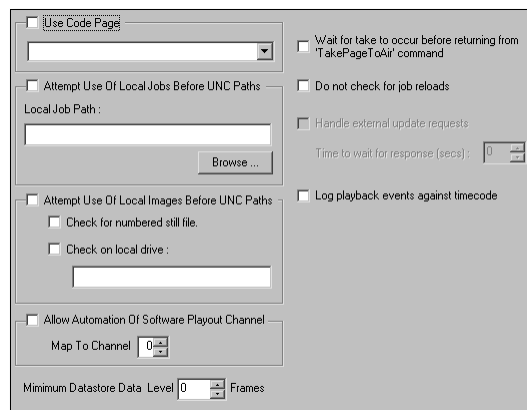 Use Code Page
Attempt Use Of Local Jobs Before UNC Paths
Local Job Path :
Browse ...
Attempt Use Of Local Images Before UNC Paths
Check for numbered still file.
Check on local drive :
Allow Automation Of Software Playout Channel
Map To Channel 0
Minimum Datastore Data Level 0 Frames
Wait for take to occur before returning from
'TakePageToAir' command
Do not check for job reloads
Handle external update requests
Time to wait for response (secs) : 0
Log playback events against timecode